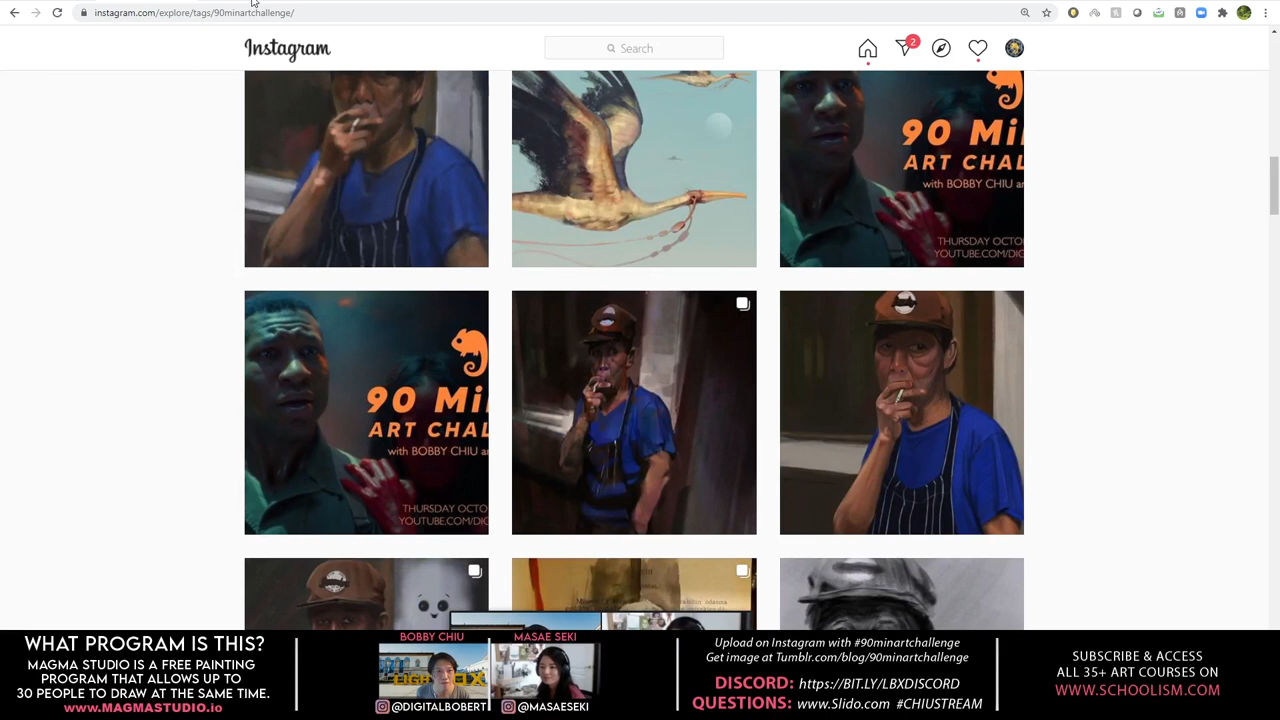 instagram.com/explore/tags/90minartchallenge/
Instagram
Search
2
90 Mi
ART CHAL
with BOBBY CHIU a
THURSDAY OCTO
YOUTUBE.COM/DIG
90 Mi
ART CHAL
with BOBBY CHIU a
THURSDAY OCTO
YOUTUBE.COM/DI
WHAT PROGRAM IS THIS?
MAGMA STUDIO IS A FREE PAINTING
PROGRAM THAT ALLOWS UP TO
30 PEOPLE TO DRAW AT THE SAME TIME.
www.MAGMASTUDIO.io
BOBBY CHIU
MASAE SEKI
@DIGITALBOBERT
@MASAESEKI
Upload on Instagram with #90minartchallenge
Get image at Tumblr.com/blog/90minartchallenge
DISCORD: https://BIT.LY/LBXDISCORD
QUESTIONS: www.Slido.com #CHIUSTREAM
SUBSCRIBE & ACCESS
ALL 35+ ART COURSES ON
WWW.SCHOOLISM.COM